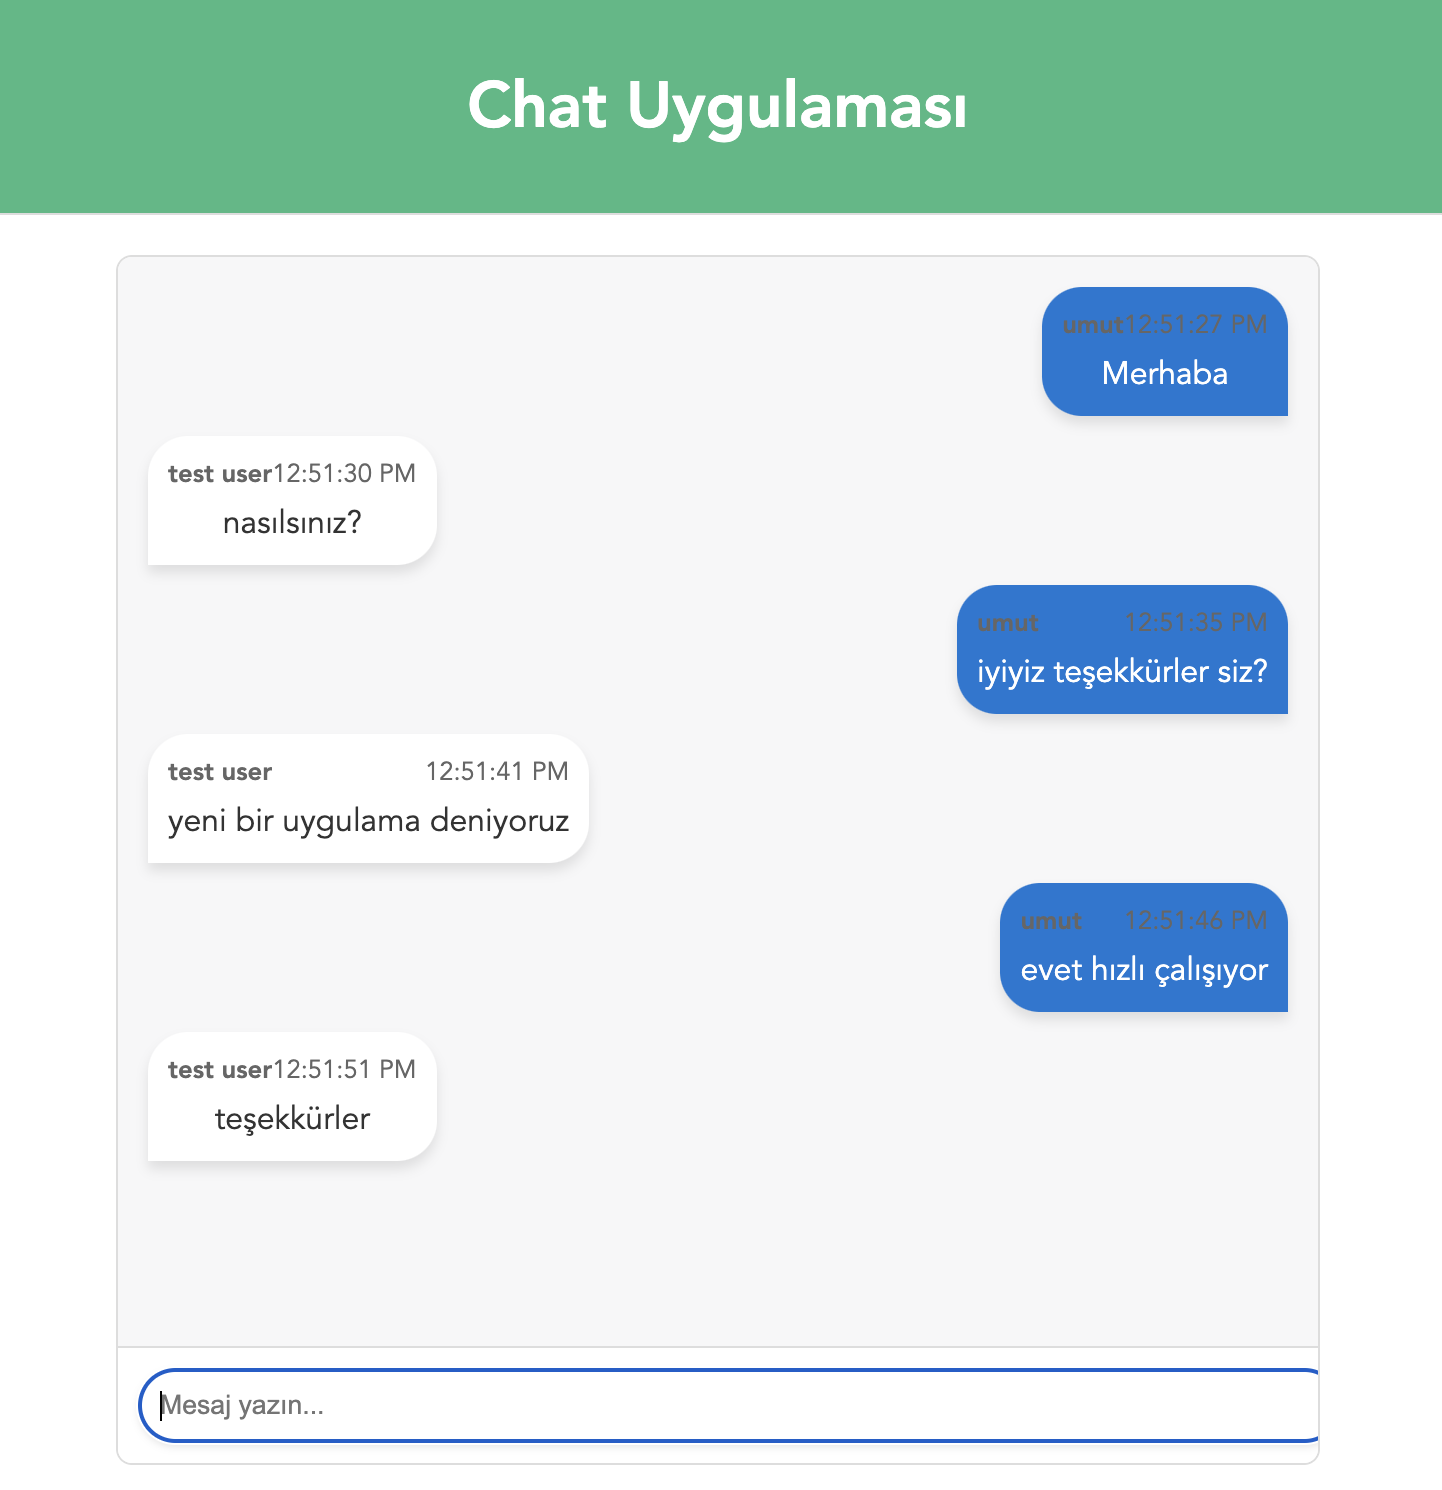 Chat Uygulaması
umut12:51:27 PM
Merhaba
test user12:51:30 PM
nasılsınız?
umut 12:51:35 PM
iyiyiz teşekkürler siz?
test user 12:51:41 PM
yeni bir uygulama deniyoruz
umut 12:51:46 PM
evet hızlı çalışıyor
test user12:51:51 PM
teşekkürler
Mesaj yazın...